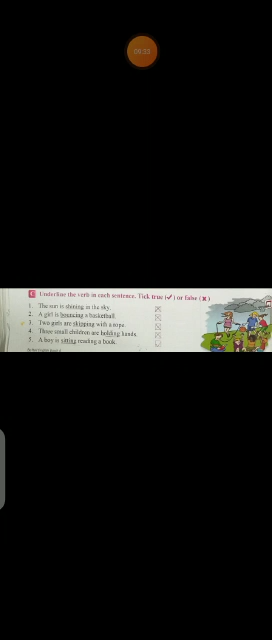 C Underline the verb in each sentence. Tick true (✔) or false (✖)
1. The sun is shining in the sky.
2. A girl is bouncing a basketball.
3. Two girls are skipping with a rope.
4. Three small children are holding hands.
5. A boy is sitting reading a book.